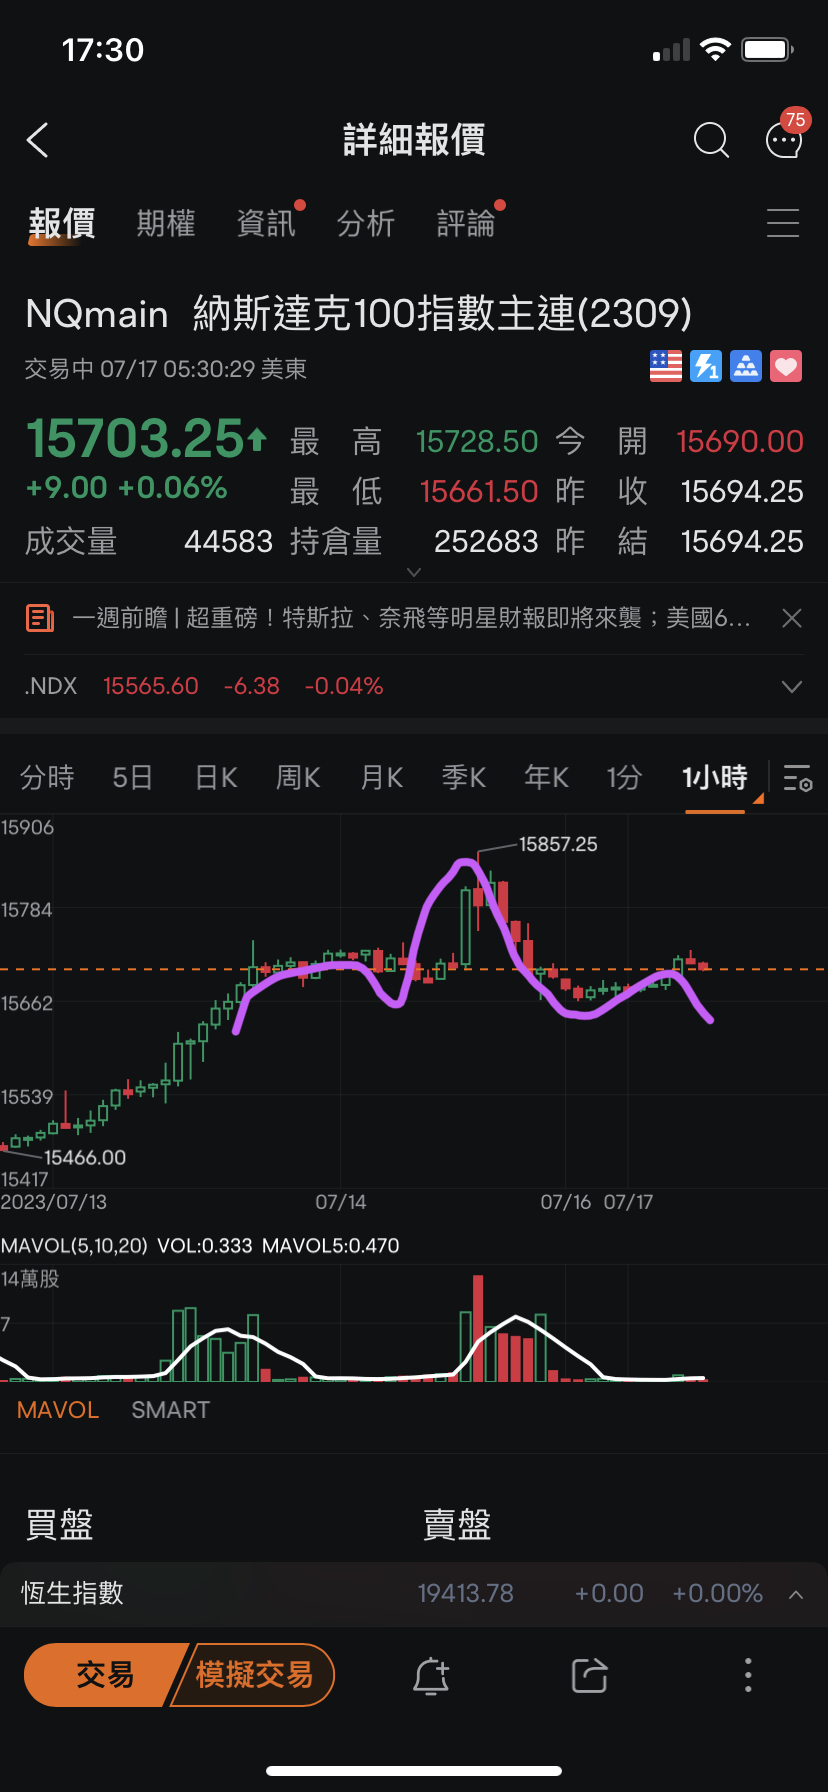 17:30
詳細報價
75
報價 期權 資訊 分析 評論
NQmain 納斯達克100指數主連(2309)
交易中 07/17 05:30:29 美東
1
15703.25 最高 15728.50 今開 15690.00
+9.00 +0.06% 最低 15661.50 昨收 15694.25
成交量 44583 持倉量 252683 昨結 15694.25
一週前瞻 | 超重磅！特斯拉、奈飛等明星財報即將來襲；美國6...
.NDX 15565.60 -6.38 -0.04%
分時 5日 日K 周K 月K 季K 年K 1分 1小時
15906
15857.25
15784
15662
15539
15466.00
15417
2023/07/13 07/14 07/16 07/17
MAVOL(5,10,20) VOL:0.333 MAVOL5:0.470
14萬股
7
MAVOL SMART
買盤 賣盤
恆生指數 19413.78 +0.00 +0.00%
交易 模擬交易